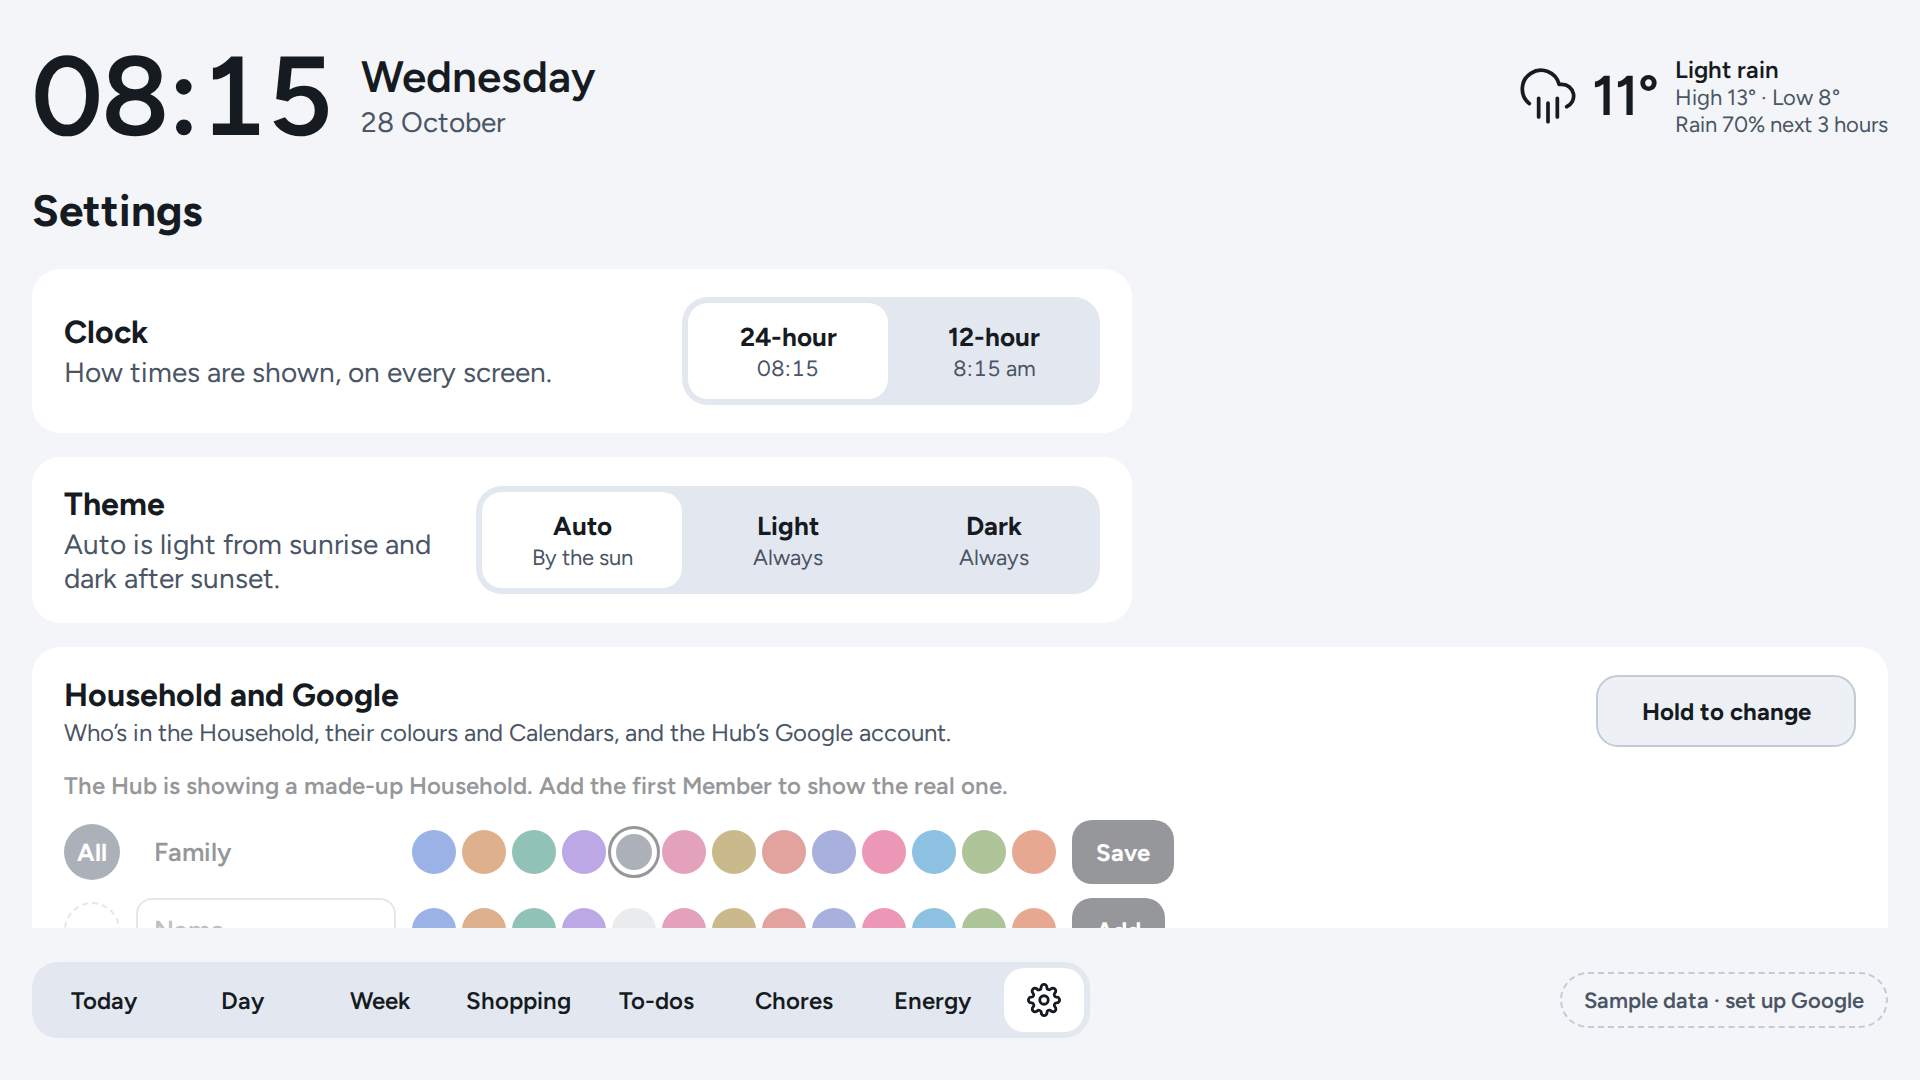 08:15
Wednesday
28 October
11°
Light rain
High 13° · Low 8°
Rain 70% next 3 hours
Settings
Clock
How times are shown, on every screen.
24-hour
08:15
12-hour
8:15 am
Theme
Auto is light from sunrise and
dark after sunset.
Auto
By the sun
Light
Always
Dark
Always
Household and Google
Who’s in the Household, their colours and Calendars, and the Hub’s Google account.
Hold to change
The Hub is showing a made-up Household. Add the first Member to show the real one.
All
Family
Save
Name
Add
Today
Day
Week
Shopping
To-dos
Chores
Energy
Sample data · set up Google